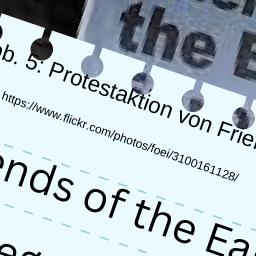 the E
b. 5: Protestaktion von Frie
https://www.flickr.com/photos/foei/3100161128/
ends of the Ea